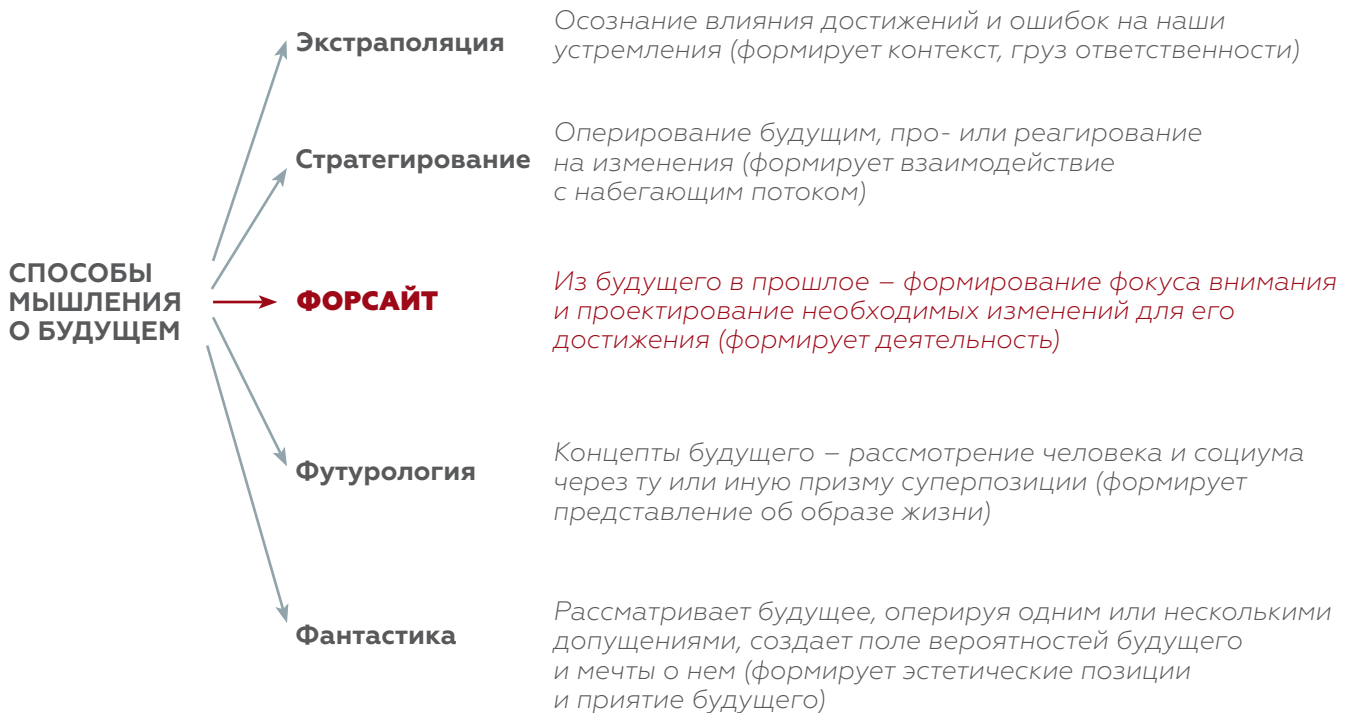 СПОСОБЫ
МЫШЛЕНИЯ
О БУДУЩЕМ
Экстраполяция
Осознание влияния достижений и ошибок на наши
устремления (формирует контекст, груз ответственности)
Стратегирование
Оперирование будущим, про- или реагирование
на изменения (формирует взаимодействие
с набегающим потоком)
ФОРСАЙТ
Из будущего в прошлое – формирование фокуса внимания
и проектирование необходимых изменений для его
достижения (формирует деятельность)
Футурология
Концепты будущего – рассмотрение человека и социума
через ту или иную призму суперпозиции (формирует
представление об образе жизни)
Фантастика
Рассматривает будущее, оперируя одним или несколькими
допущениями, создает поле вероятностей будущего
и мечты о нем (формирует эстетические позиции
и приятие будущего)